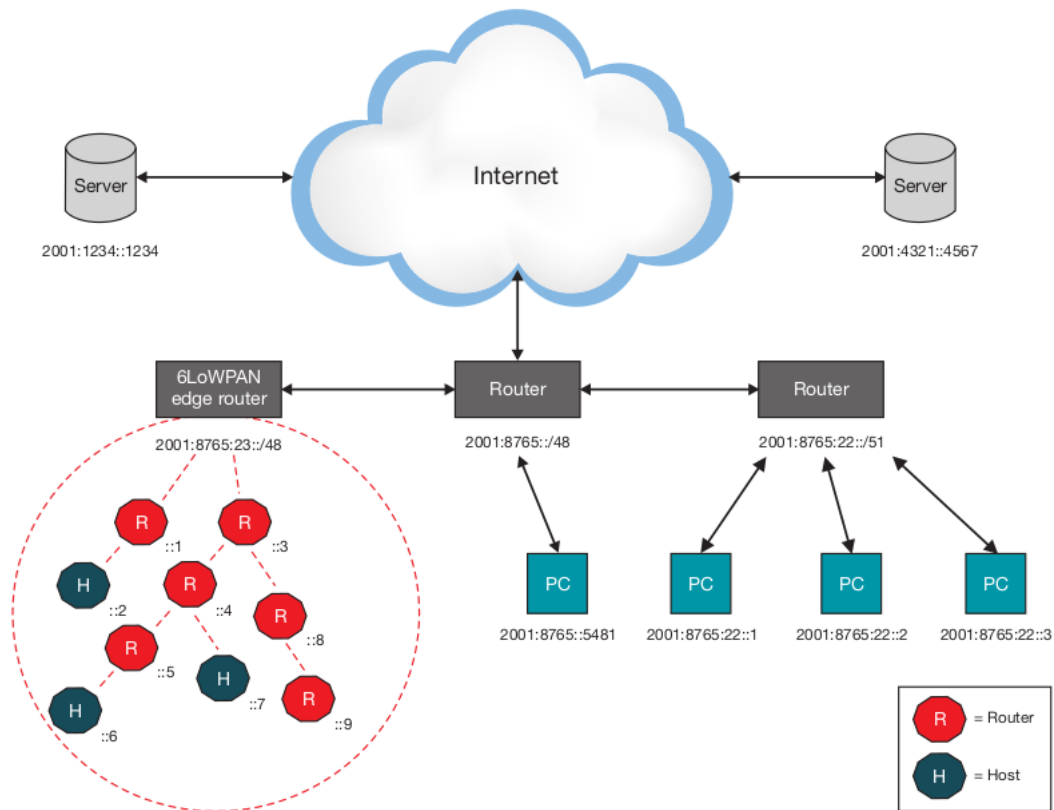 Internet
Server
Server
2001:1234::1234
2001:4321::4567
6LoWPAN
edge router
Router
Router
2001:8765:23::/48
2001:8765::/48
2001:8765:22::/51
R
::1
R
::3
H
::2
R
::4
R
::8
R
::5
H
::7
R
::9
H
::6
PC
PC
PC
PC
2001:8765::5481
2001:8765:22::1
2001:8765:22::2
2001:8765:22::3
R = Router
H = Host